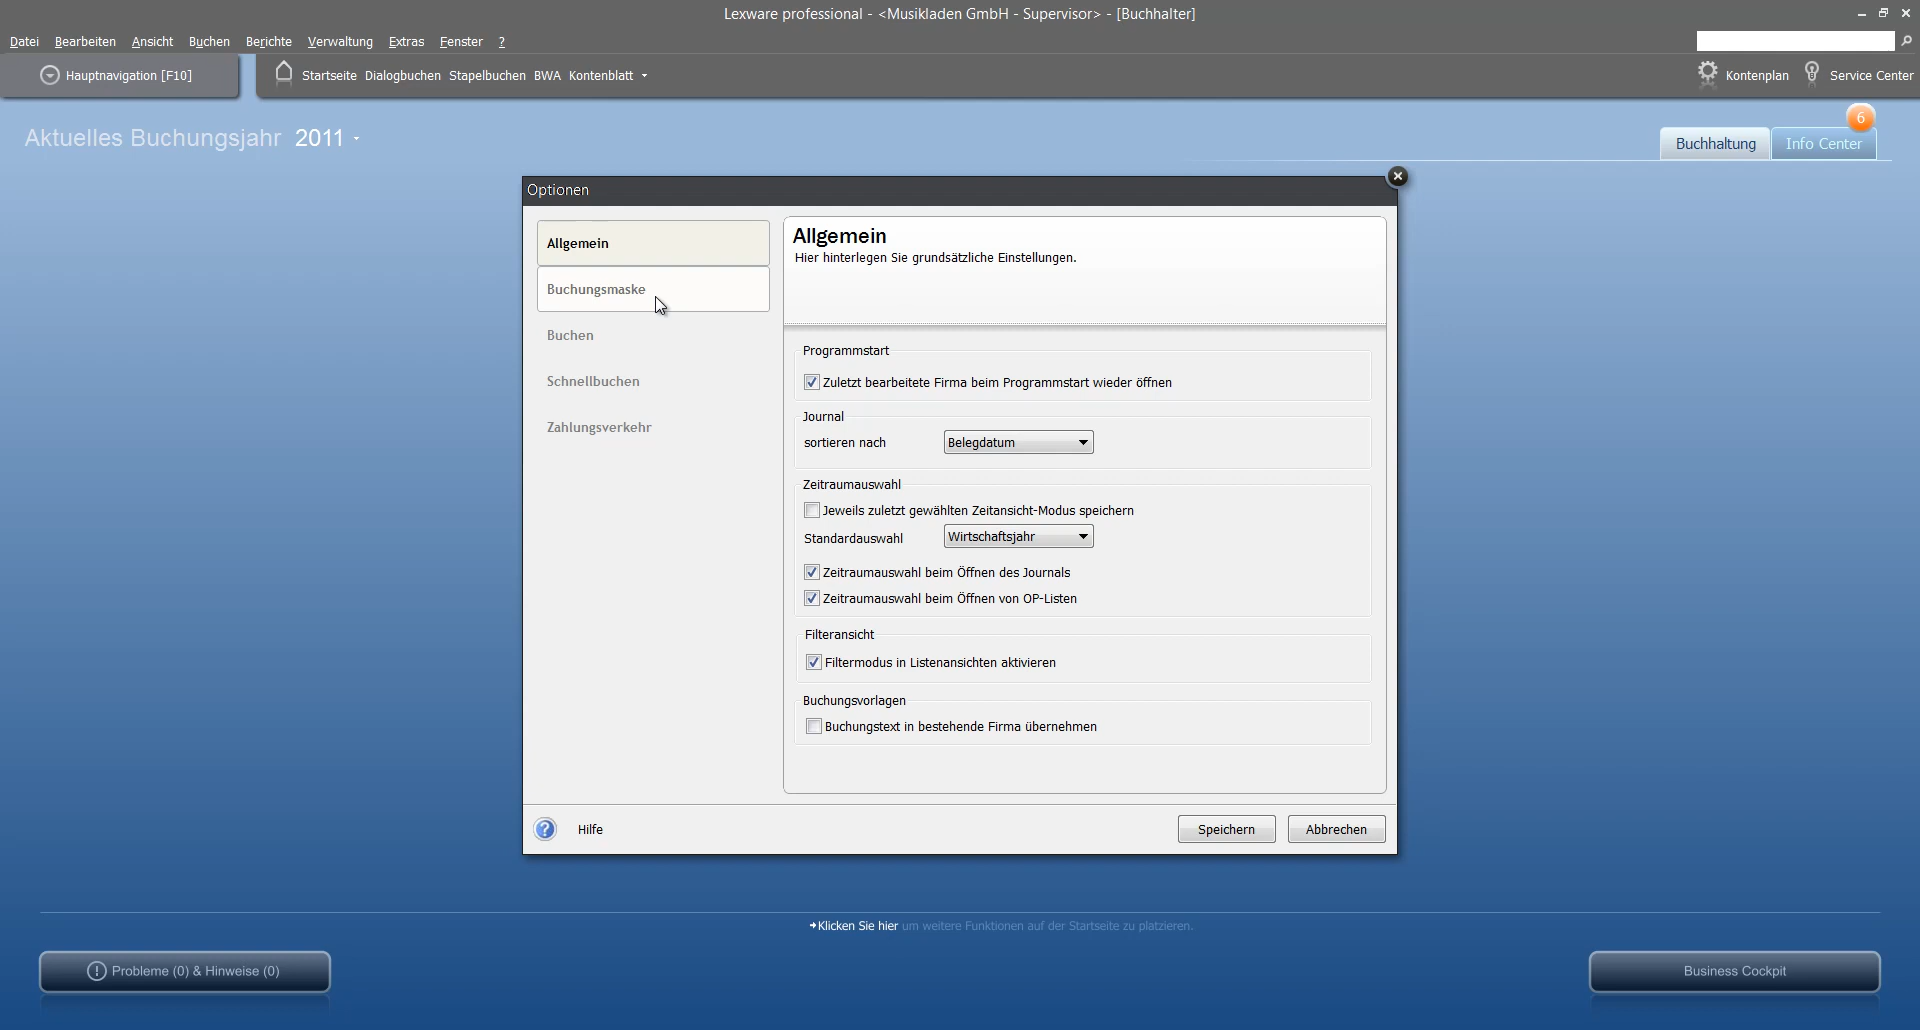 Lexware professional - <Musikladen GmbH - Supervisor> - [Buchhalter]
Datei Bearbeiten Ansicht Buchen Berichte Verwaltung Extras Fenster ?
Hauptnavigation [F10] Startseite Dialogbuchen Stapelbuchen BWA Kontenblatt Kontenplan Service Center
6
Aktuelles Buchungsjahr 2011
Buchhaltung Info Center
Optionen
Allgemein
Buchungsmaske
Buchen
Schnellbuchen
Zahlungsverkehr
Allgemein
Hier hinterlegen Sie grundsätzliche Einstellungen.
Programmstart
Zuletzt bearbeitete Firma beim Programmstart wieder öffnen
Journal
sortieren nach Belegdatum
Zeitraumauswahl
Jeweils zuletzt gewählten Zeitansicht-Modus speichern
Standardauswahl Wirtschaftsjahr
Zeitraumauswahl beim Öffnen des Journals
Zeitraumauswahl beim Öffnen von OP-Listen
Filteransicht
Filtermodus in Listenansichten aktivieren
Buchungsvorlagen
Buchungstext in bestehende Firma übernehmen
? Hilfe Speichern Abbrechen
Klicken Sie hier um weitere Funktionen auf der Startseite zu platzieren.
! Probleme (0) & Hinweise (0) Business Cockpit